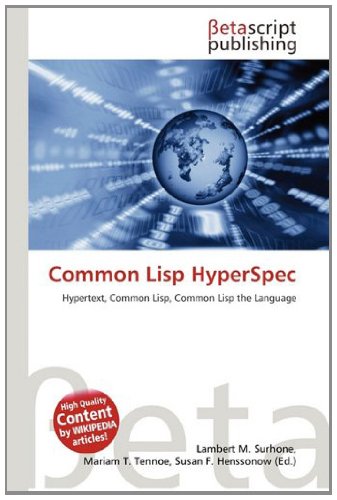 βetascript
publishing
Common Lisp HyperSpec
Hypertext, Common Lisp, Common Lisp the Language
High Quality
Content
by WIKIPEDIA
articles!
Lambert M. Surhone,
Mariam T. Tennoe, Susan F. Henssonow (Ed.)
βeta